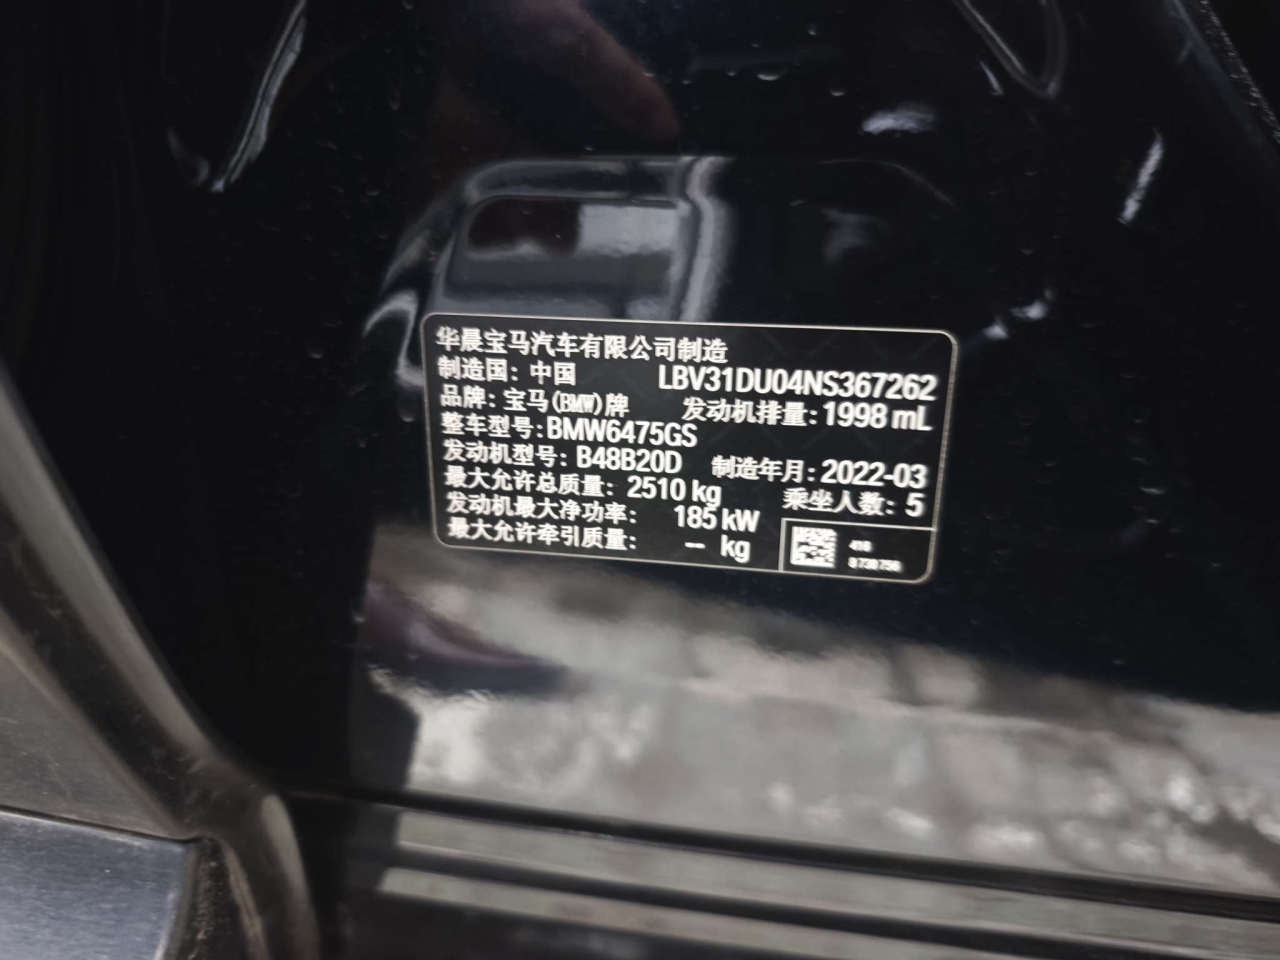 华晨宝马汽车有限公司制造
制造国：中国 LBV31DU04NS367262
品牌：宝马(BMW)牌 发动机排量：1998 mL
整车型号：BMW6475GS
发动机型号：B48B20D 制造年月：2022-03
最大允许总质量：2510 kg 乘坐人数：5
发动机最大净功率： 185 kW
最大允许牵引质量： -- kg